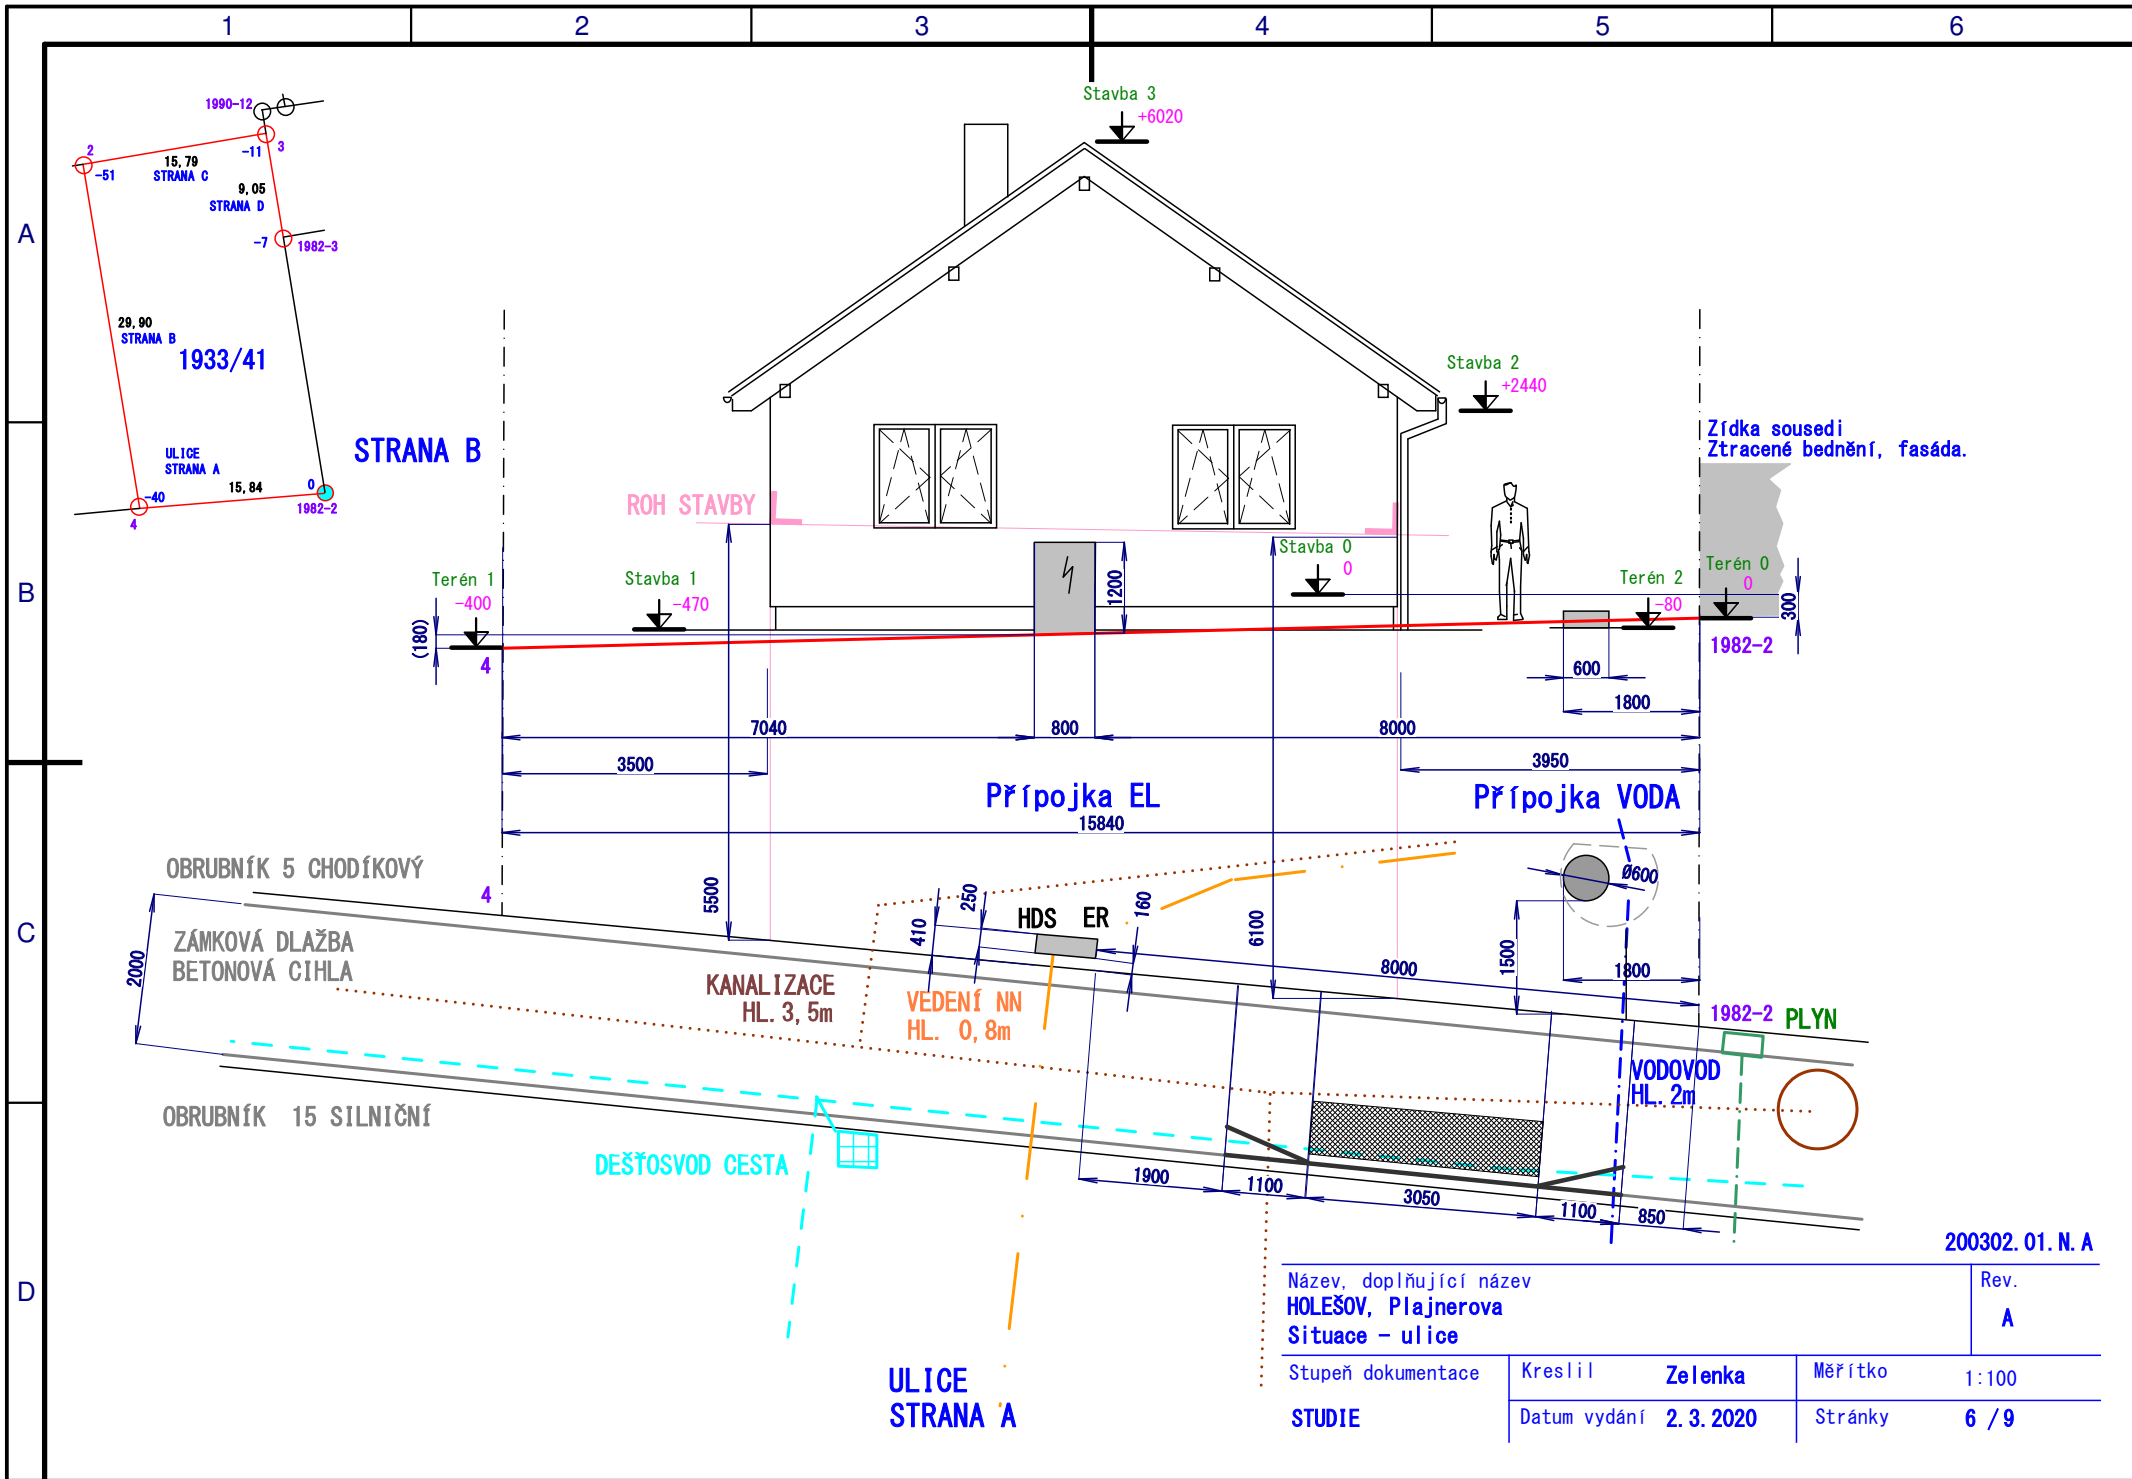 1 2 3 4 5 6
A
B
C
D
1990-12
2
-51
15,79
STRANA C
-11
3
9,05
STRANA D
-7
1982-3
29,90
STRANA B
1933/41
ULICE
STRANA A
-40
15,84
0
4
1982-2
STRANA B
Stavba 3
+6020
Stavba 2
+2440
Zídka sousedi
Ztracené bednění, fasáda.
ROH STAVBY
Stavba 0
0
Terén 1
-400
Stavba 1
-470
1200
Terén 2
-80
Terén 0
0
300
(180)
4
1982-2
600
1800
7040
800
8000
3500
3950
Přípojka EL
Přípojka VODA
15840
OBRUBNÍK 5 CHODÍKOVÝ
4
5500
410
250
HDS ER
160
6100
Ø600
1500
1800
8000
ZÁMKOVÁ DLAŽBA
BETONOVÁ CIHLA
2000
KANALIZACE
HL. 3,5m
VEDENÍ NN
HL. 0,8m
1982-2
PLYN
VODOVOD
HL. 2m
OBRUBNÍK 15 SILNIČNÍ
DEŠŤOSVOD CESTA
1900
1100
3050
1100
850
ULICE
STRANA A
200302.01.N.A
Název, doplňující název
HOLEŠOV, Plajnerova
Situace - ulice
Rev.
A
Stupeň dokumentace
STUDIE
Kreslil Zelenka
Měřítko 1:100
Datum vydání 2.3.2020
Stránky 6 /9